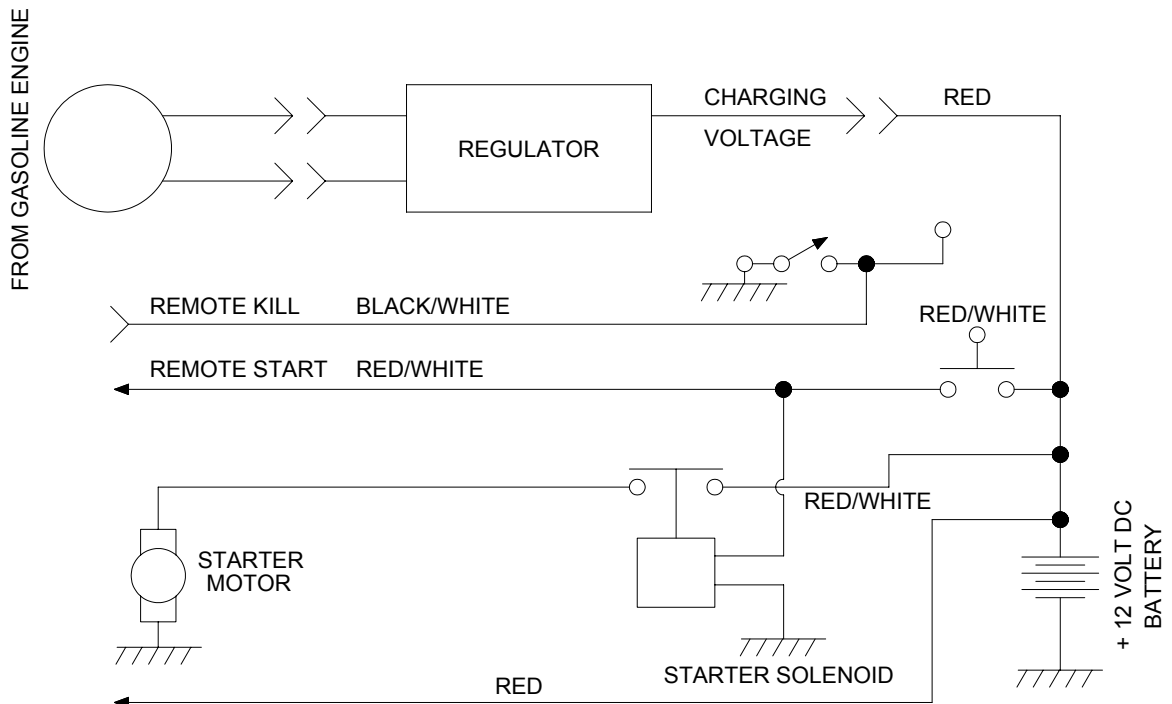 FROM GASOLINE ENGINE
REGULATOR
CHARGING
VOLTAGE
RED
REMOTE KILL BLACK/WHITE
RED/WHITE
REMOTE START RED/WHITE
RED/WHITE
STARTER
MOTOR
STARTER SOLENOID
+ 12 VOLT DC
BATTERY
RED